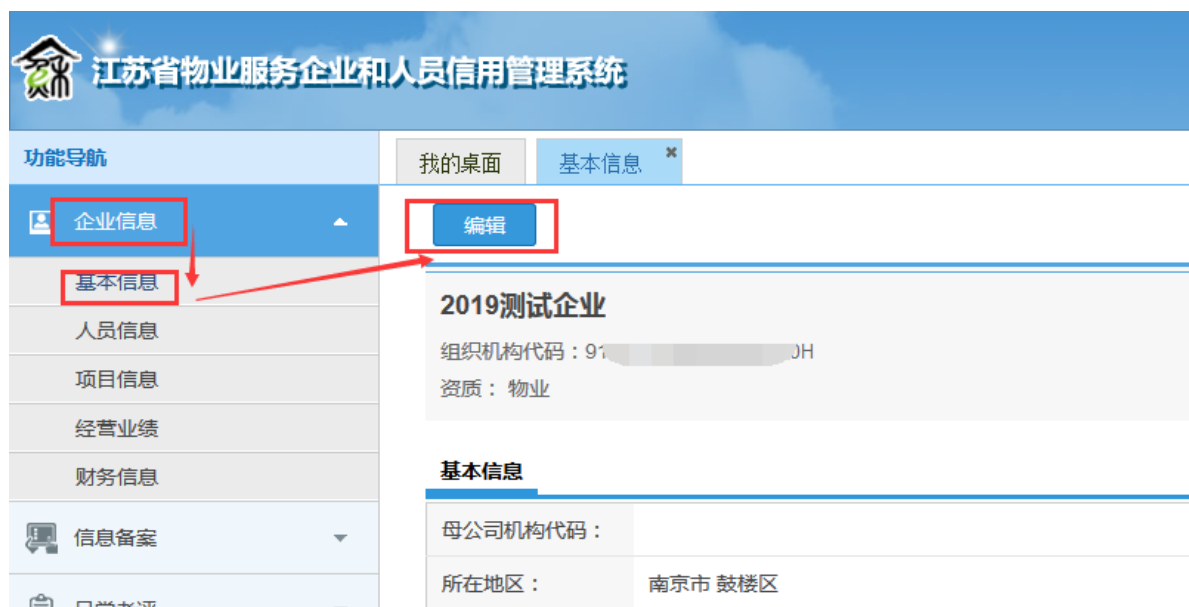 江苏省物业服务企业和人员信用管理系统
功能导航
我的桌面
基本信息
企业信息
编辑
基本信息
人员信息
项目信息
经营业绩
财务信息
信息备案
2019测试企业
组织机构代码：91 0H
资质： 物业
基本信息
母公司机构代码：
所在地区： 南京市 鼓楼区